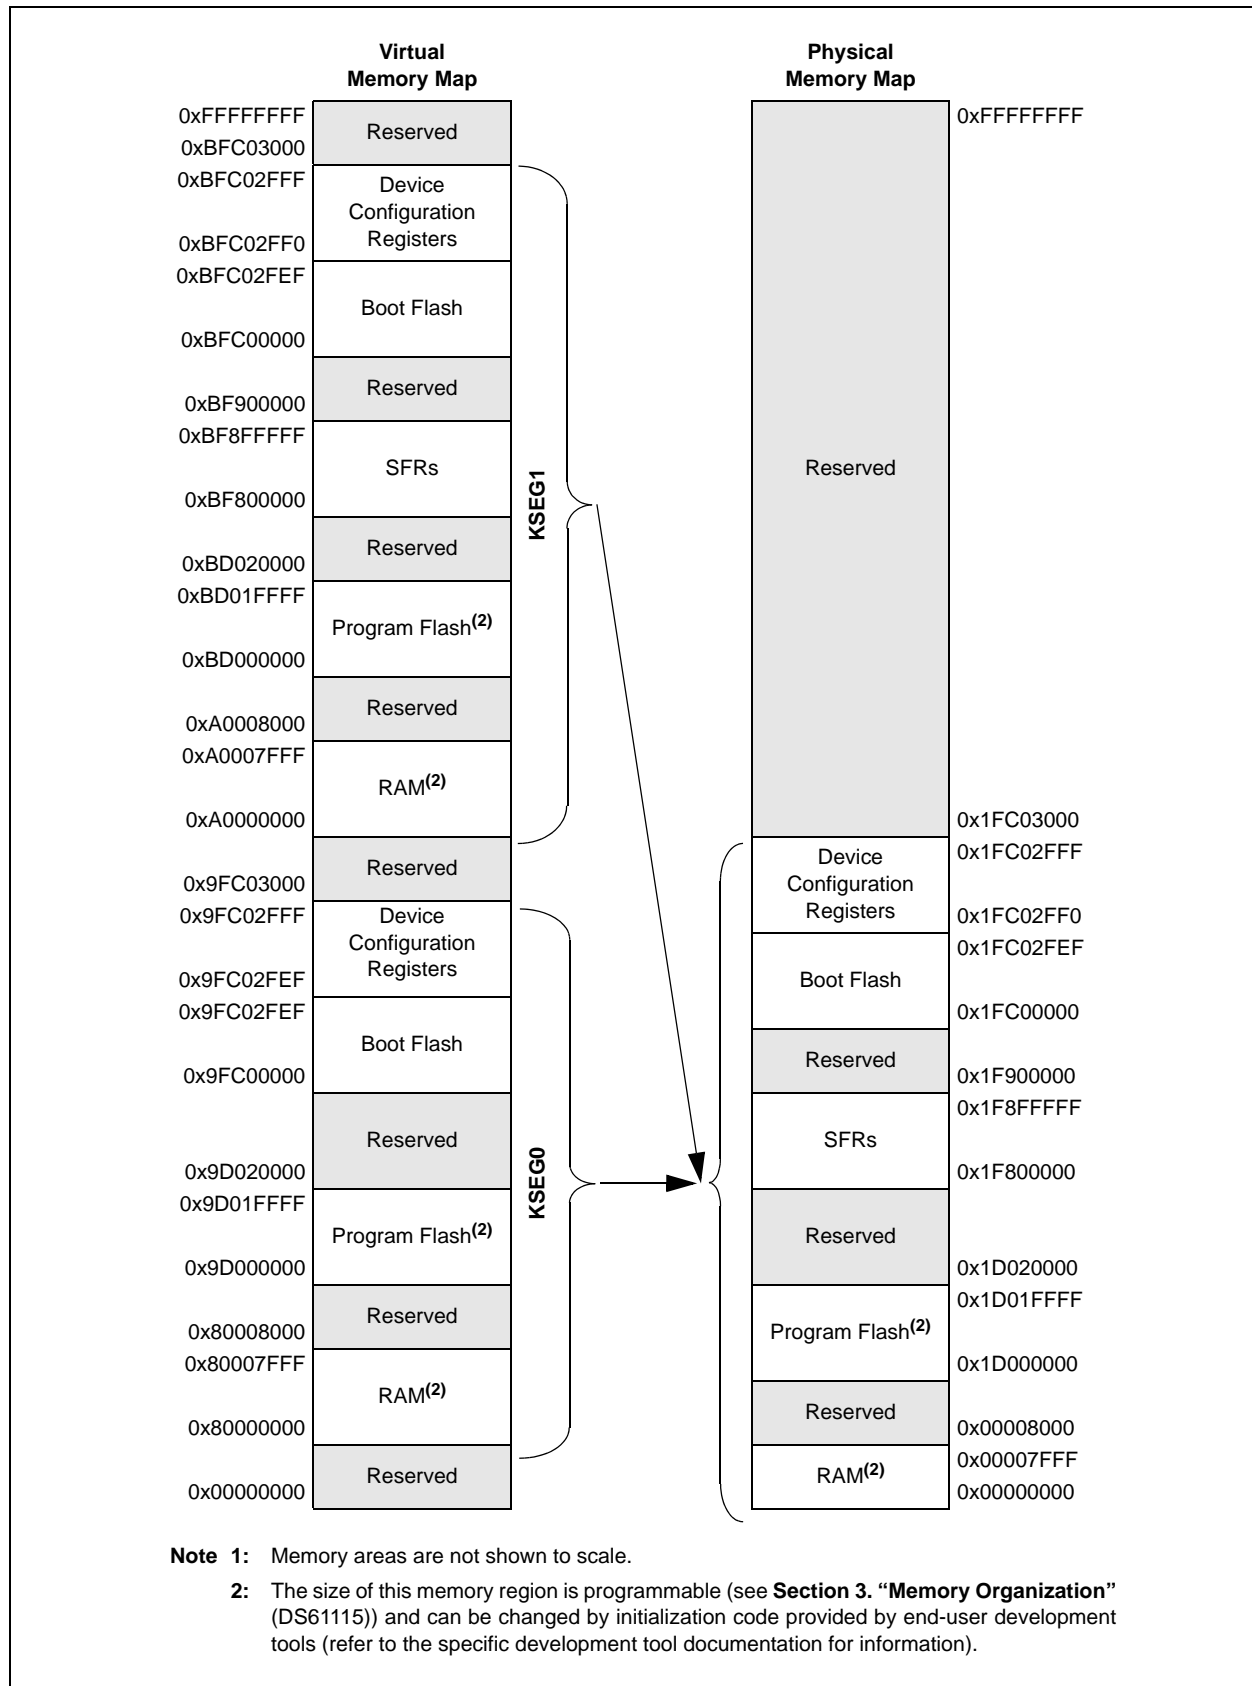 Virtual
Memory Map
0xFFFFFFFF
Reserved
0xBFC03000
0xBFC02FFF
Device
Configuration
Registers
0xBFC02FF0
0xBFC02FEF
Boot Flash
0xBFC00000
Reserved
0xBF900000
0xBF8FFFFF
SFRs
0xBF800000
Reserved
0xBD020000
0xBD01FFFF
Program Flash(2)
0xBD000000
Reserved
0xA0008000
0xA0007FFF
RAM(2)
0xA0000000
KSEG1
Reserved
0x9FC03000
0x9FC02FFF
Device
Configuration
Registers
0x9FC02FEF
0x9FC02FEF
Boot Flash
0x9FC00000
Reserved
0x9D020000
0x9D01FFFF
Program Flash(2)
0x9D000000
Reserved
0x80008000
0x80007FFF
RAM(2)
0x80000000
KSEG0
Reserved
0x00000000
Physical
Memory Map
0xFFFFFFFF
Reserved
0x1FC03000
0x1FC02FFF
Device
Configuration
Registers
0x1FC02FF0
0x1FC02FEF
Boot Flash
0x1FC00000
Reserved
0x1F900000
0x1F8FFFFF
SFRs
0x1F800000
Reserved
0x1D020000
0x1D01FFFF
Program Flash(2)
0x1D000000
Reserved
0x00008000
0x00007FFF
RAM(2)
0x00000000
Note 1: Memory areas are not shown to scale.
2: The size of this memory region is programmable (see Section 3. “Memory Organization”
(DS61115)) and can be changed by initialization code provided by end-user development
tools (refer to the specific development tool documentation for information).